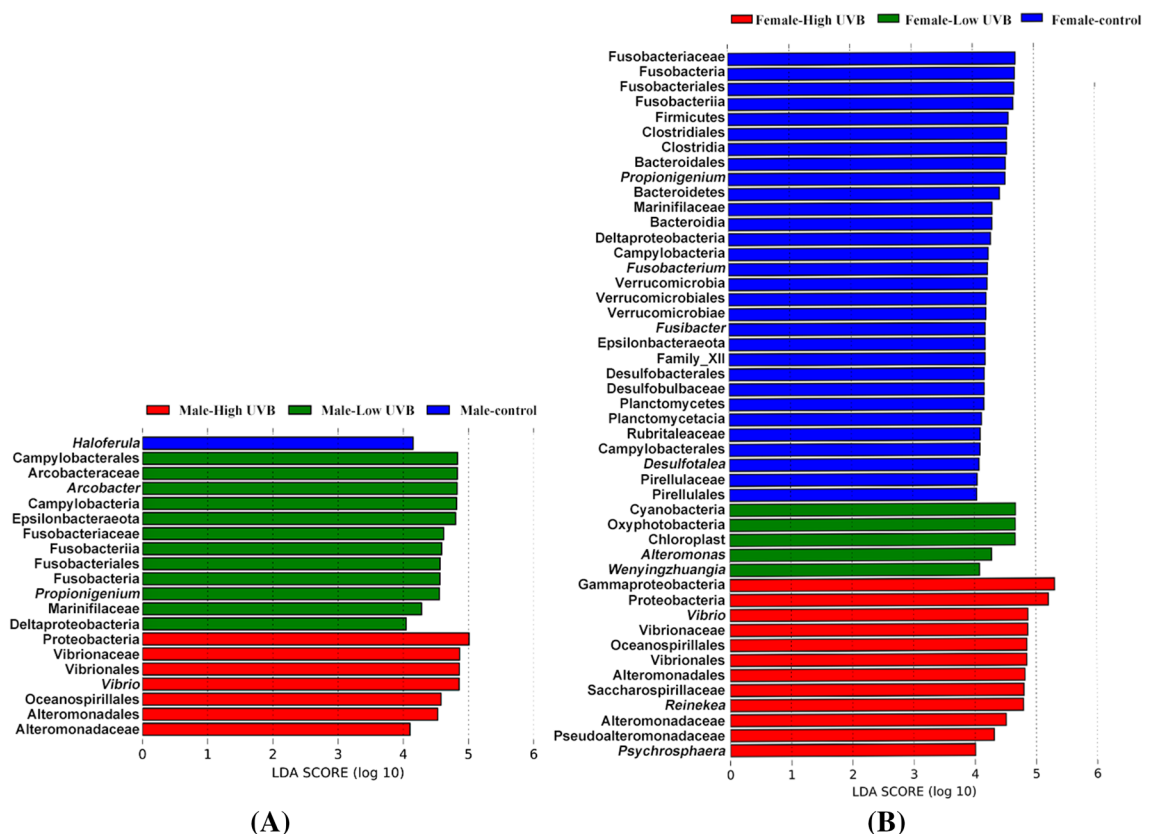 Male-High UVB Male-Low UVB Male-control
Haloferula
Campylobacterales
Arcobacteraceae
Arcobacter
Campylobacteria
Epsilonbacteraeota
Fusobacteriaceae
Fusobacteriia
Fusobacteriales
Fusobacteria
Propionigenium
Marinifilaceae
Deltaproteobacteria
Proteobacteria
Vibrionaceae
Vibrionales
Vibrio
Oceanospirillales
Alteromonadales
Alteromonadaceae
0 1 2 3 4 5 6
LDA SCORE (log 10)
(A)
Female-High UVB Female-Low UVB Female-control
Fusobacteriaceae
Fusobacteria
Fusobacteriales
Fusobacteriia
Firmicutes
Clostridiales
Clostridia
Bacteroidales
Propionigenium
Bacteroidetes
Marinifilaceae
Bacteroidia
Deltaproteobacteria
Campylobacteria
Fusobacterium
Verrucomicrobia
Verrucomicrobiales
Verrucomicrobiae
Fusibacter
Epsilonbacteraeota
Family_XII
Desulfobacterales
Desulfobulbaceae
Planctomycetes
Planctomycetacia
Rubritaleaceae
Campylobacterales
Desulfotalea
Pirellulaceae
Pirellulales
Cyanobacteria
Oxyphotobacteria
Chloroplast
Alteromonas
Wenyingzhuangia
Gammaproteobacteria
Proteobacteria
Vibrio
Vibrionaceae
Oceanospirillales
Vibrionales
Alteromonadales
Saccharospirillaceae
Reinekea
Alteromonadaceae
Pseudoalteromonadaceae
Psychrosphaera
0 1 2 3 4 5 6
LDA SCORE (log 10)
(B)